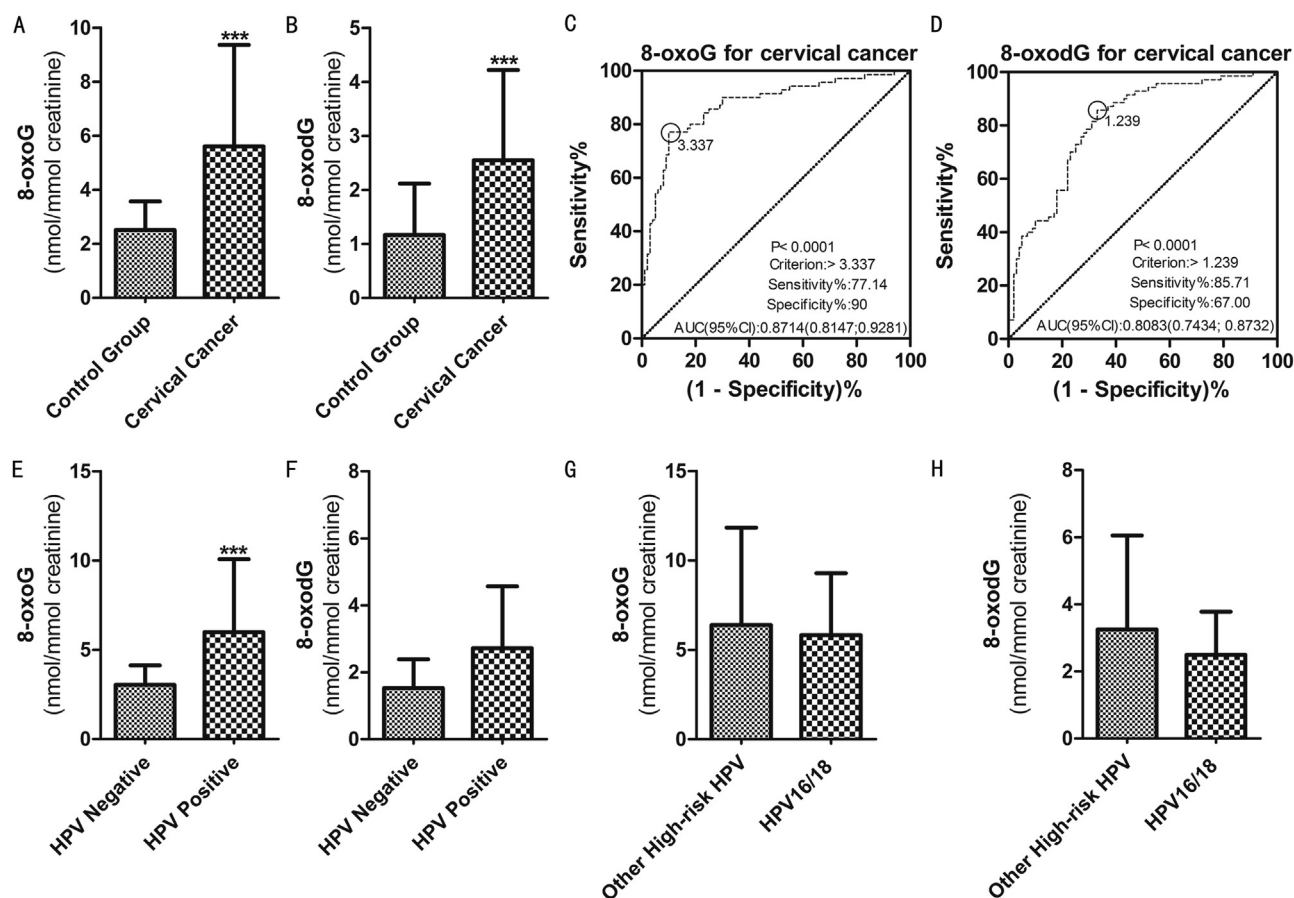 A
8-oxoG
(nmol/mmol creatinine)
10
8
6
4
2
0
***
Control Group
Cervical Cancer
B
8-oxodG
(nmol/mmol creatinine)
5
4
3
2
1
0
***
Control Group
Cervical Cancer
C
8-oxoG for cervical cancer
Sensitivity%
100
80
60
40
20
0
3.337
P< 0.0001
Criterion:> 3.337
Sensitivity%:77.14
Specificity%:90
AUC(95%CI):0.8714(0.8147;0.9281)
0 20 40 60 80 100
(1 - Specificity)%
D
8-oxodG for cervical cancer
Sensitivity%
100
80
60
40
20
0
1.239
P< 0.0001
Criterion:> 1.239
Sensitivity%:85.71
Specificity%:67.00
AUC(95%CI):0.8083(0.7434; 0.8732)
0 20 40 60 80 100
(1 - Specificity)%
E
8-oxoG
(nmol/mmol creatinine)
15
10
5
0
***
HPV Negative
HPV Positive
F
8-oxodG
(nmol/mmol creatinine)
8
6
4
2
0
HPV Negative
HPV Positive
G
8-oxoG
(nmol/mmol creatinine)
15
10
5
0
Other High-risk HPV
HPV16/18
H
8-oxodG
(nmol/mmol creatinine)
8
6
4
2
0
Other High-risk HPV
HPV16/18